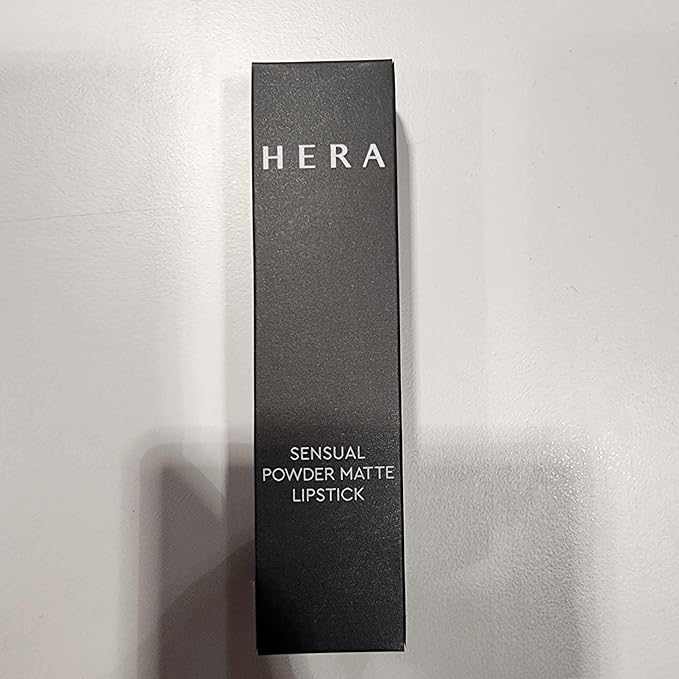 HERA
SENSUAL
POWDER MATTE
LIPSTICK